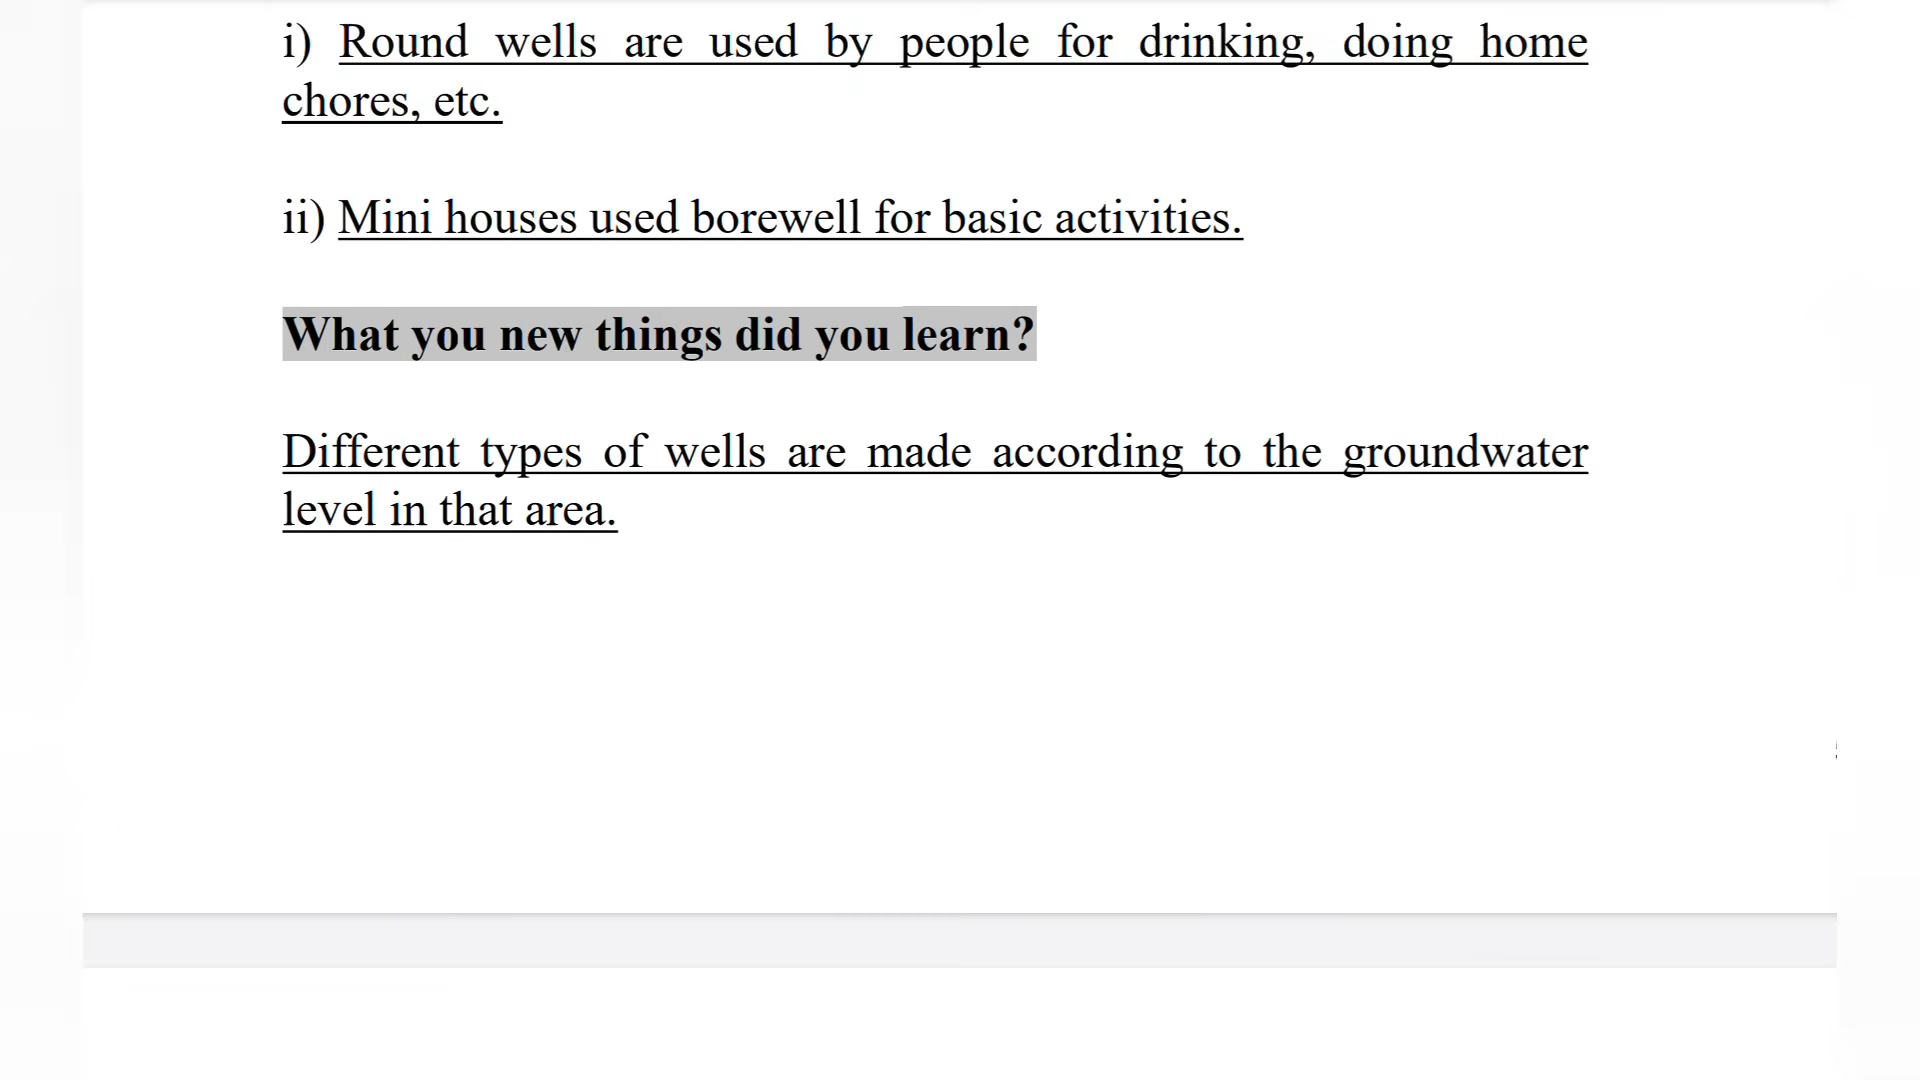 i) Round wells are used by people for drinking, doing home
chores, etc.
ii) Mini houses used borewell for basic activities.
What you new things did you learn?
Different types of wells are made according to the groundwater
level in that area.